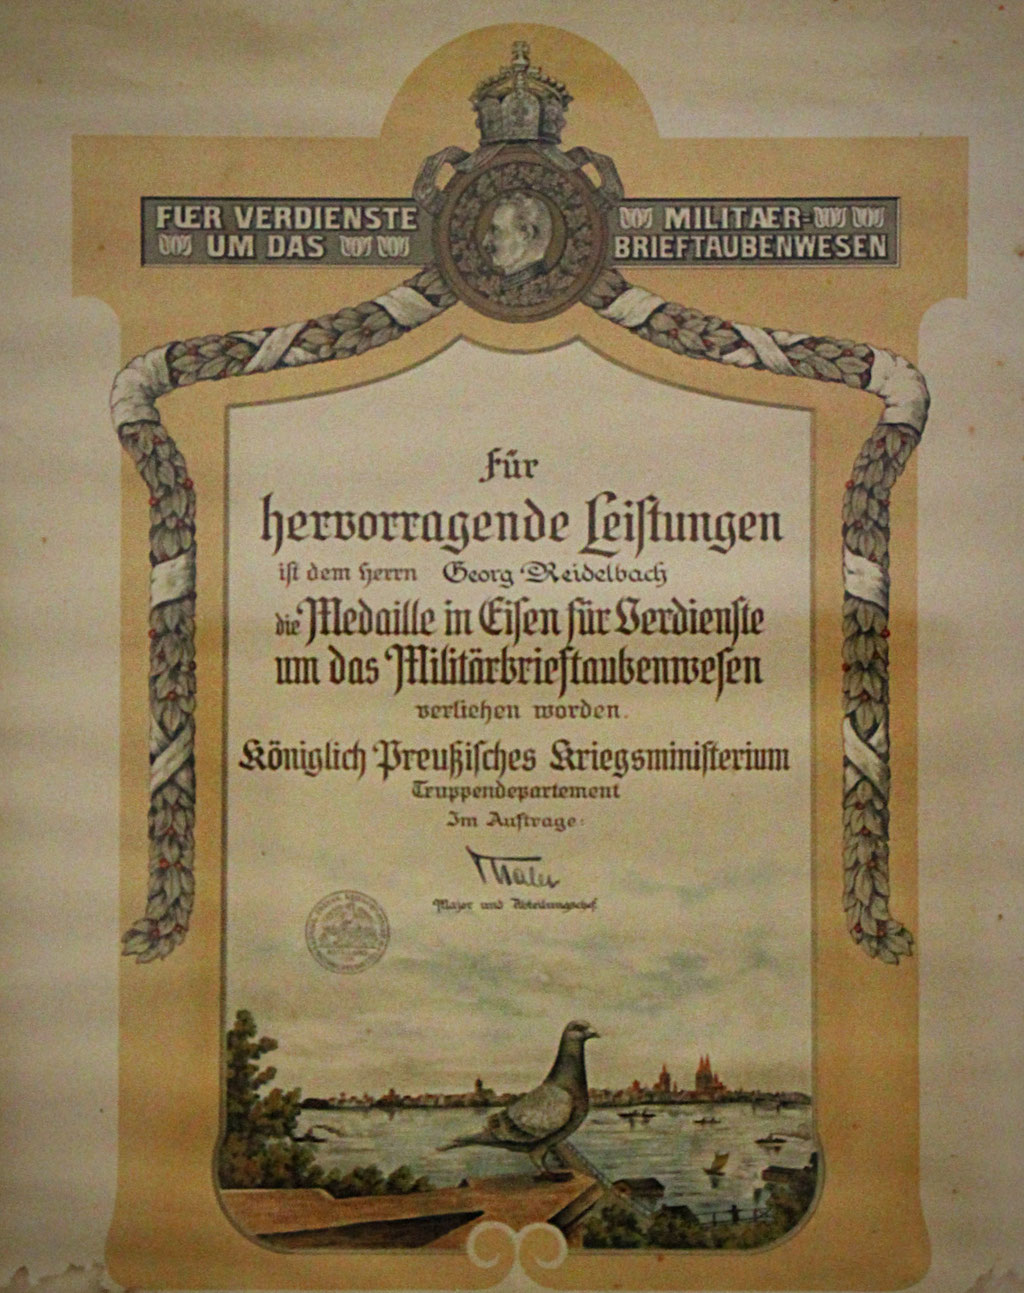 FUER VERDIENSTE
UM DAS
MILITAER=
BRIEFTAUBENWESEN
Für
hervorragende Leistungen
ist dem Herrn Georg Reidelbach
die Medaille in Eisen für Verdienste
um das Militärbrieftaubenwesen
verliehen worden.
Königlich Preußisches Kriegsministerium
Truppendepartement
Im Auftrage:
Major und Abteilungschef